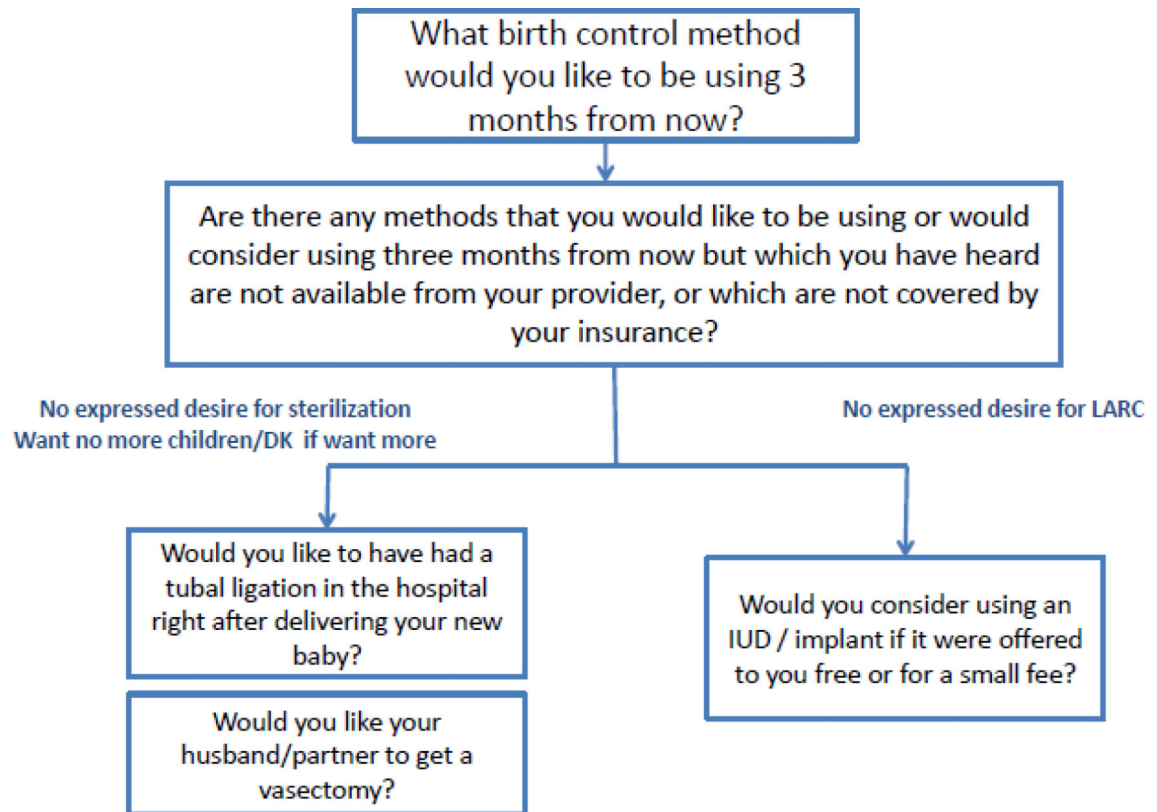 What birth control method
would you like to be using 3
months from now?
Are there any methods that you would like to be using or would
consider using three months from now but which you have heard
are not available from your provider, or which are not covered by
your insurance?
No expressed desire for sterilization
Want no more children/DK if want more
No expressed desire for LARC
Would you like to have had a
tubal ligation in the hospital
right after delivering your new
baby?
Would you like your
husband/partner to get a
vasectomy?
Would you consider using an
IUD / implant if it were offered
to you free or for a small fee?